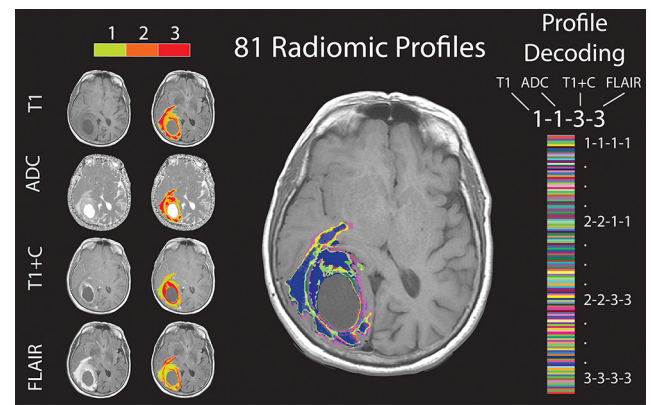 1 2 3
81 Radiomic Profiles
Profile
Decoding
T1 ADC T1+C FLAIR
1-1-3-3
T1
ADC
T1+C
FLAIR
1-1-1-1
.
.
2-2-1-1
.
.
2-2-3-3
.
.
3-3-3-3